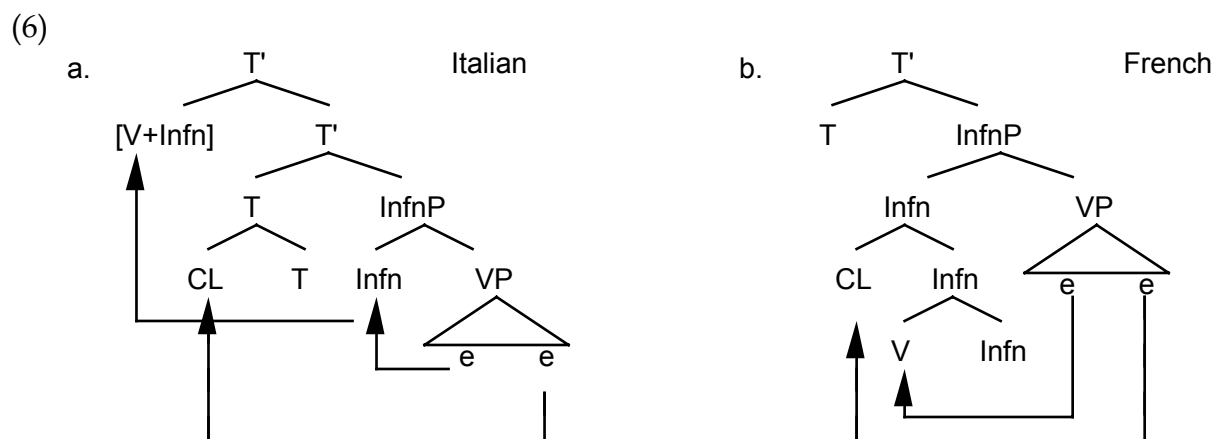 (6)
a. T' Italian b. T' French
[V+Infn] T' T InfnP
T InfnP Infn VP
CL T Infn VP CL Infn e e
e e V Infn